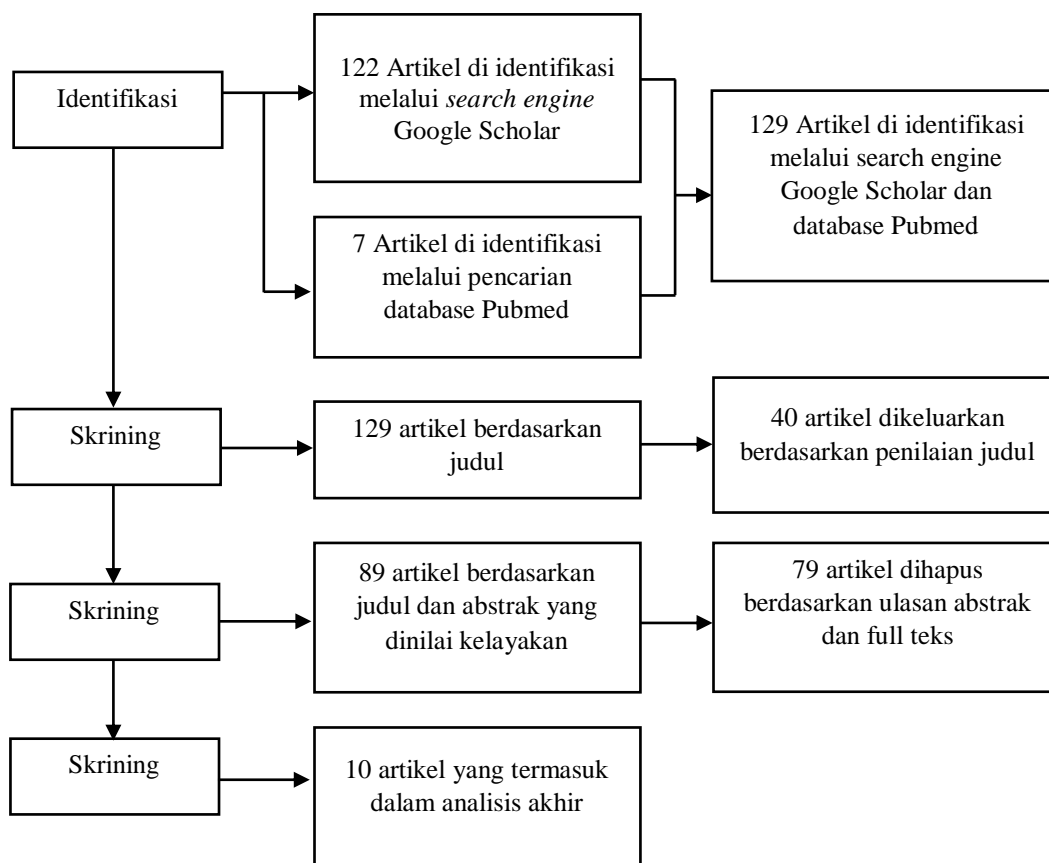 Identifikasi
122 Artikel di identifikasi
melalui search engine
Google Scholar
7 Artikel di identifikasi
melalui pencarian
database Pubmed
129 Artikel di identifikasi
melalui search engine
Google Scholar dan
database Pubmed
Skrining
129 artikel berdasarkan
judul
40 artikel dikeluarkan
berdasarkan penilaian judul
Skrining
89 artikel berdasarkan
judul dan abstrak yang
dinilai kelayakan
79 artikel dihapus
berdasarkan ulasan abstrak
dan full teks
Skrining
10 artikel yang termasuk
dalam analisis akhir